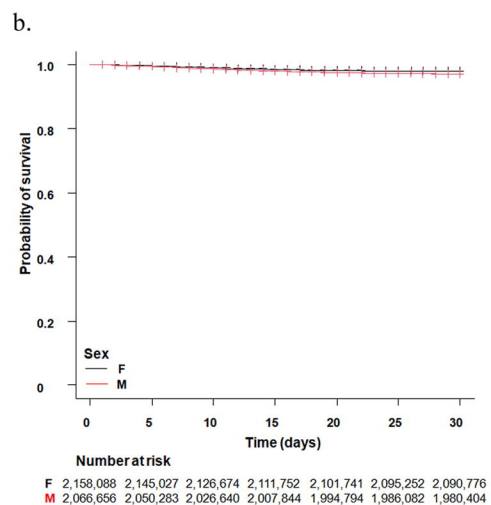 b.
1.0
0.8
0.6
0.4
0.2
0
Probability of survival
Sex
F
M
0 5 10 15 20 25 30
Time (days)
Number at risk
F 2,158,088 2,145,027 2,126,674 2,111,752 2,101,741 2,095,252 2,090,776
M 2,066,656 2,050,283 2,026,640 2,007,844 1,994,794 1,986,082 1,980,404